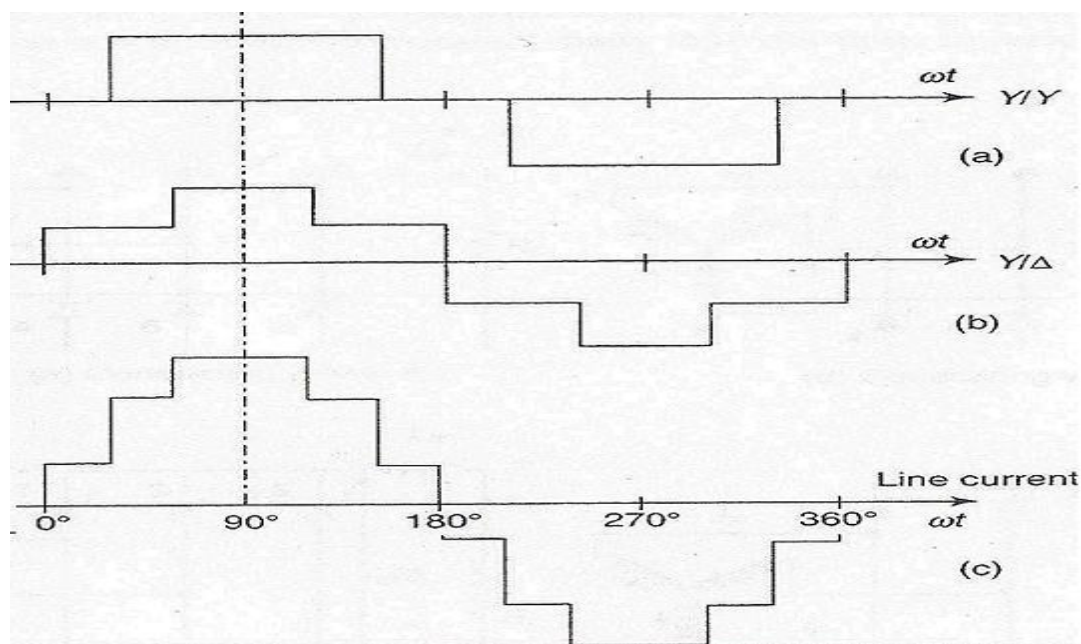 ωt
Y/Y
(a)
ωt
Y/Δ
(b)
Line current
0° 90° 180° 270° 360° ωt
(c)